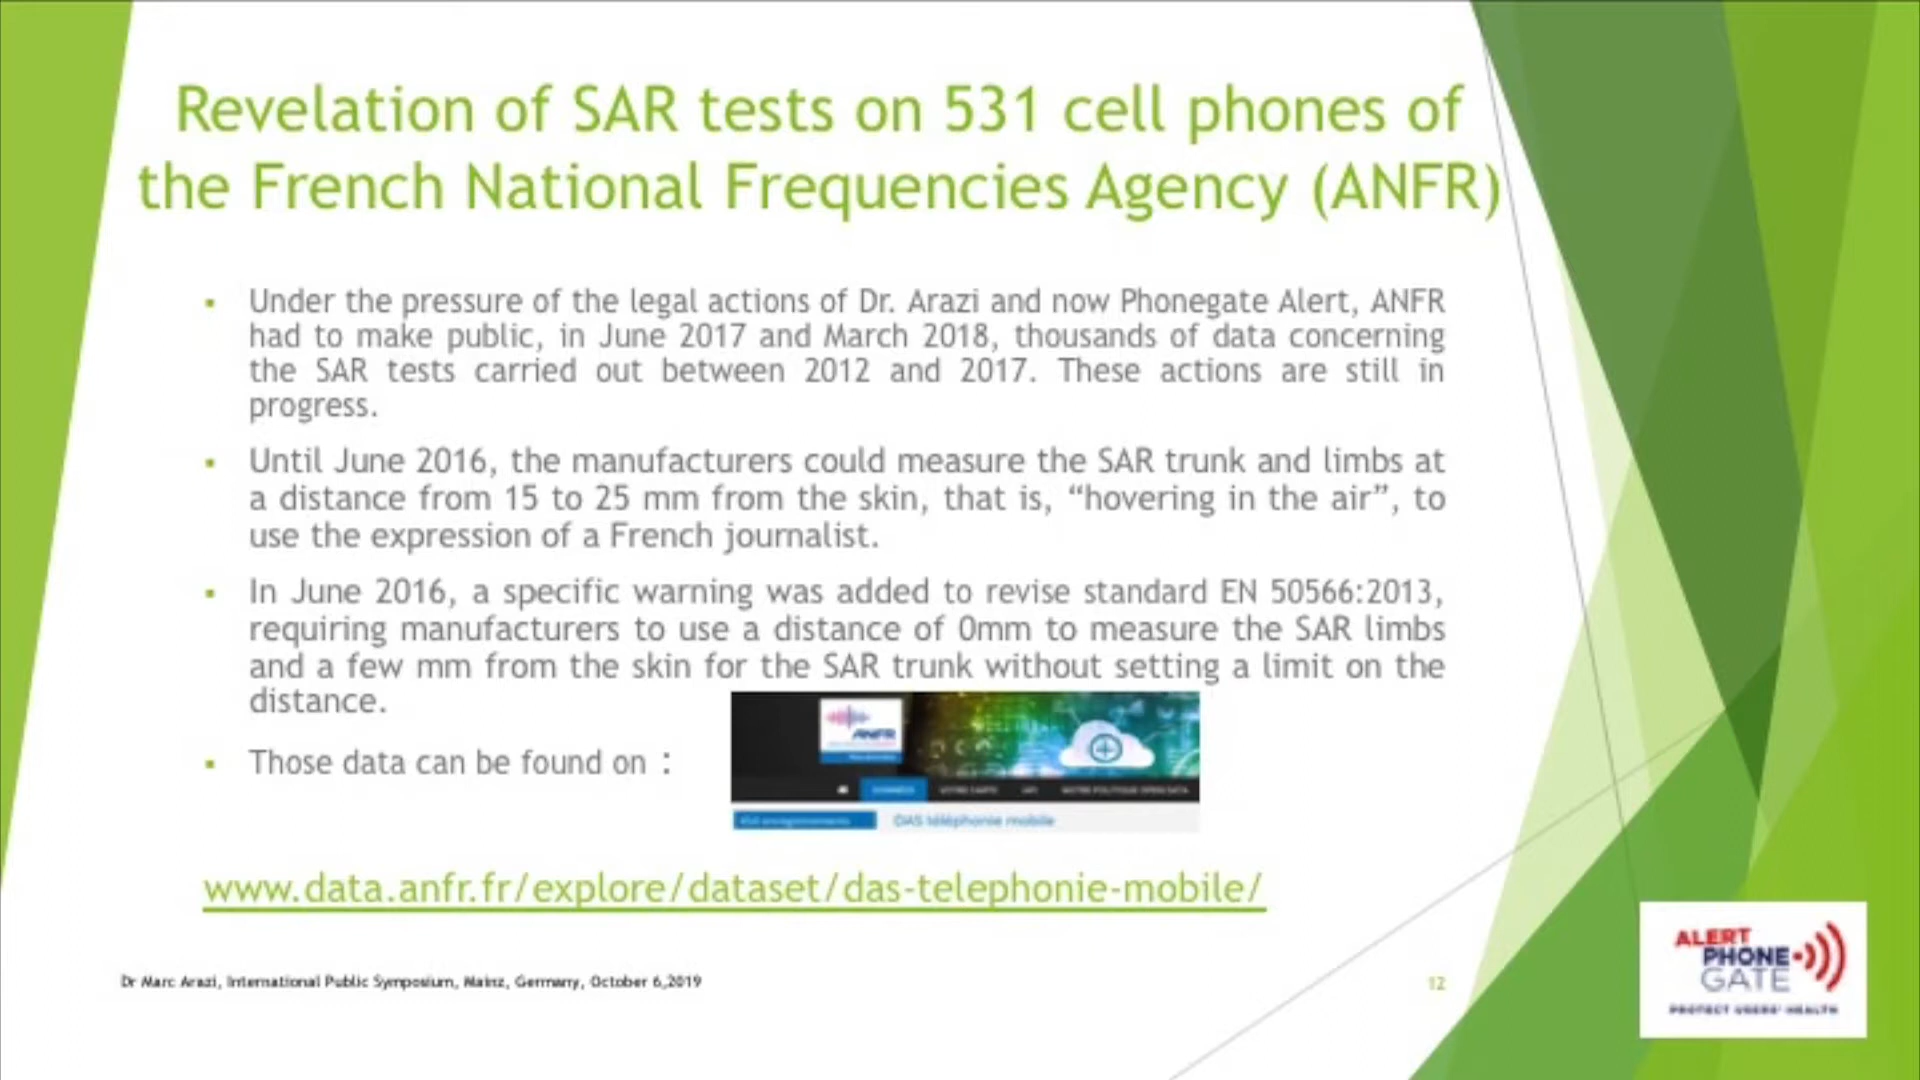 Revelation of SAR tests on 531 cell phones of
the French National Frequencies Agency (ANFR)
▪ Under the pressure of the legal actions of Dr. Arazi and now Phonegate Alert, ANFR
had to make public, in June 2017 and March 2018, thousands of data concerning
the SAR tests carried out between 2012 and 2017. These actions are still in
progress.
▪ Until June 2016, the manufacturers could measure the SAR trunk and limbs at
a distance from 15 to 25 mm from the skin, that is, “hovering in the air”, to
use the expression of a French journalist.
▪ In June 2016, a specific warning was added to revise standard EN 50566:2013,
requiring manufacturers to use a distance of 0mm to measure the SAR limbs
and a few mm from the skin for the SAR trunk without setting a limit on the
distance.
ANFR
▪ Those data can be found on :
DAS téléphonie mobile
www.data.anfr.fr/explore/dataset/das-telephonie-mobile/
Dr Marc Arazi, International Public Symposium, Mainz, Germany, October 6,2019
12
ALERT
PHONE
GATE
PROTECT USERS' HEALTH